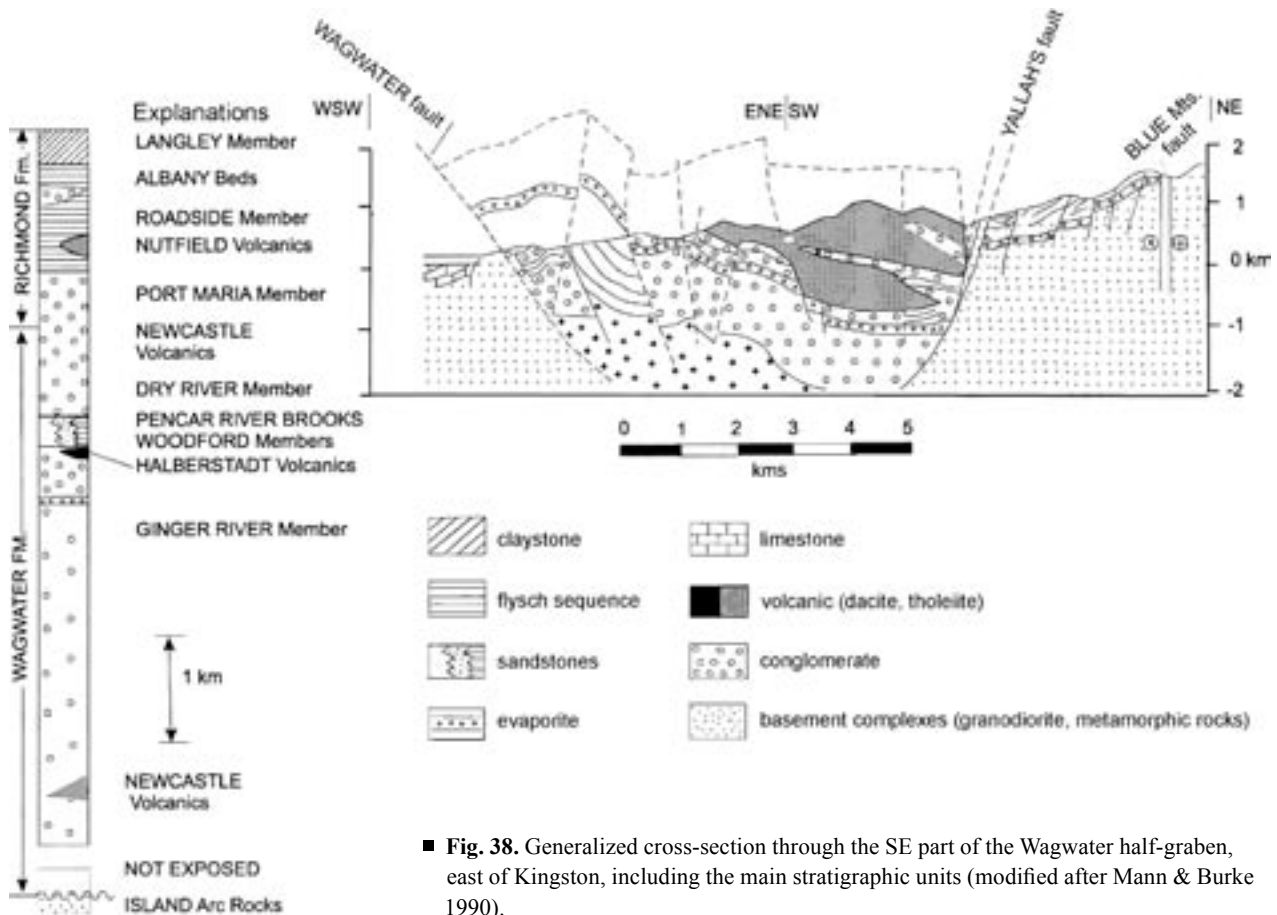 WAGWATER fault
YALLAH'S fault
BLUE Mts.
fault
Explanations
WSW
ENE SW
NE
LANGLEY Member
ALBANY Beds
ROADSIDE Member
NUTFIELD Volcanics
PORT MARIA Member
NEWCASTLE
Volcanics
DRY RIVER Member
PENCAR RIVER BROOKS
WOODFORD Members
HALBERSTADT Volcanics
GINGER RIVER Member
1 km
NEWCASTLE
Volcanics
NOT EXPOSED
ISLAND Arc Rocks
RICHMOND Fm.
WAGWATER FM.
2
1
0 km
-1
-2
0 1 2 3 4 5
kms
claystone
flysch sequence
sandstones
evaporite
limestone
volcanic (dacite, tholeiite)
conglomerate
basement complexes (granodiorite, metamorphic rocks)
■ Fig. 38. Generalized cross-section through the SE part of the Wagwater half-graben,
east of Kingston, including the main stratigraphic units (modified after Mann & Burke
1990).